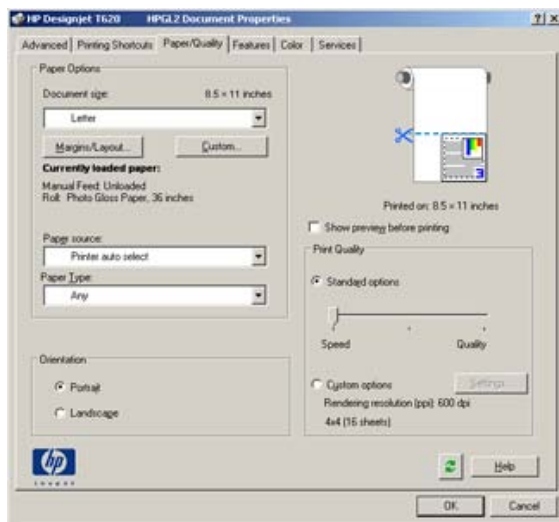 HP Designjet T620 HPGL2 Document Properties
Advanced Printing Shortcuts Paper/Quality Features Color Services
Paper Options
Document size: 8.5 × 11 inches
Letter
Margins/Layout... Custom...
Currently loaded paper:
Manual Feed: Unloaded
Roll: Photo Gloss Paper, 36 inches
Paper source:
Printer auto select
Paper Type:
Any
Orientation
Portrait
Landscape
hp
invent
3
Printed on: 8.5 × 11 inches
Show preview before printing
Print Quality
Standard options
Speed Quality
Custom options Settings...
Rendering resolution (ppi): 600 dpi
4x4 (16 sheets)
Help
OK Cancel